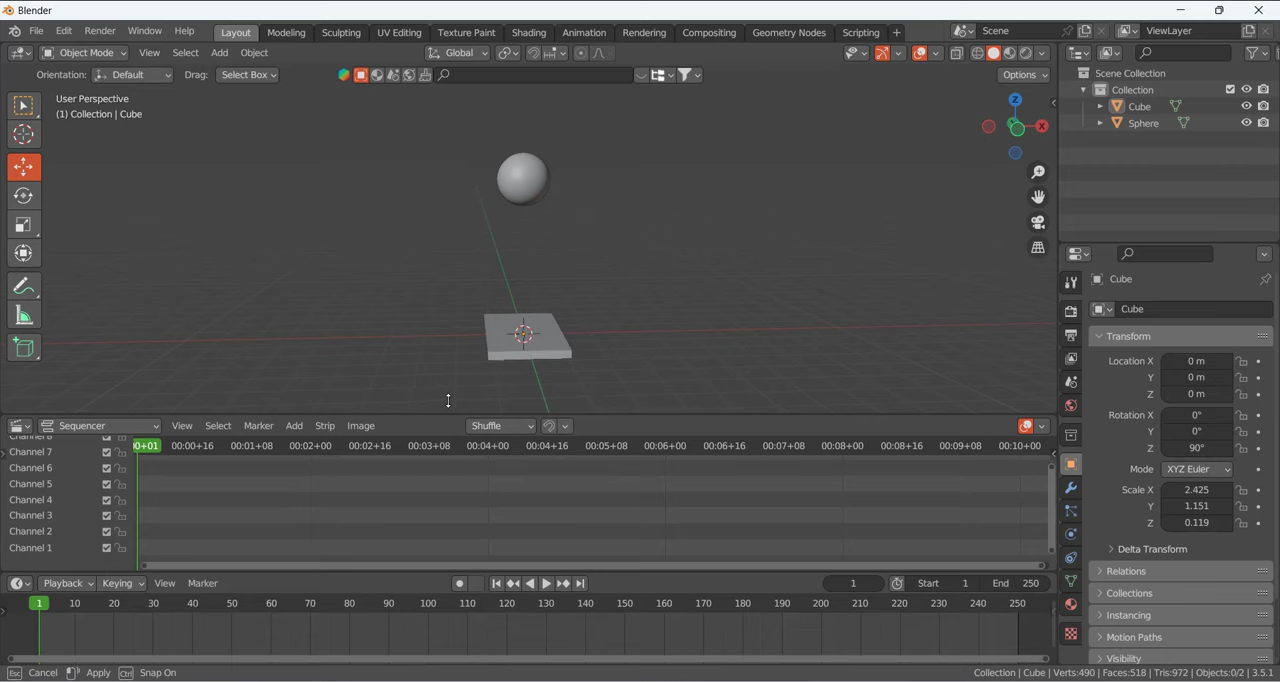 Blender
File Edit Render Window Help Layout Modeling Sculpting UV Editing Texture Paint Shading Animation Rendering Compositing Geometry Nodes Scripting + Scene ViewLayer
Object Mode View Select Add Object Global
Orientation: Default Drag: Select Box Options
User Perspective
(1) Collection | Cube
Z
X
Scene Collection
Collection
Cube
Sphere
Cube
Cube
Transform
Location X 0 m
Y 0 m
Z 0 m
Rotation X 0°
Y 0°
Z 90°
Mode XYZ Euler
Scale X 2.425
Y 1.151
Z 0.119
Delta Transform
Relations
Collections
Instancing
Motion Paths
Visibility
Sequencer View Select Marker Add Strip Image Shuffle
0+01 00:00+16 00:01+08 00:02+00 00:02+16 00:03+08 00:04+00 00:04+16 00:05+08 00:06+00 00:06+16 00:07+08 00:08+00 00:08+16 00:09+08 00:10+00
Channel 8
Channel 7
Channel 6
Channel 5
Channel 4
Channel 3
Channel 2
Channel 1
Playback Keying View Marker 1 Start 1 End 250
1 10 20 30 40 50 60 70 80 90 100 110 120 130 140 150 160 170 180 190 200 210 220 230 240 250
Esc Cancel Apply Ctrl Snap On Collection | Cube | Verts:490 | Faces:518 | Tris:972 | Objects:0/2 | 3.5.1